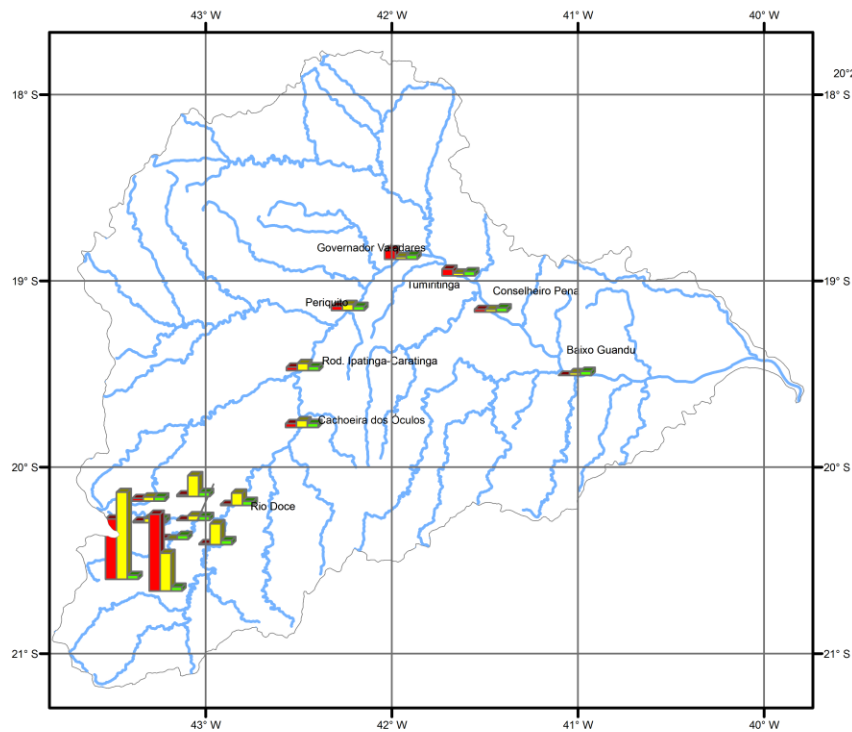 43° W
42° W
41° W
40° W
18° S
18° S
Governador Valadares
19° S
19° S
Tumiritinga
Conselheiro Pena
Periquito
Baixo Guandu
Rod. Ipatinga-Caratinga
Cachoeira dos Óculos
20° S
20° S
Rio Doce
21° S
21° S
43° W
42° W
41° W
40° W